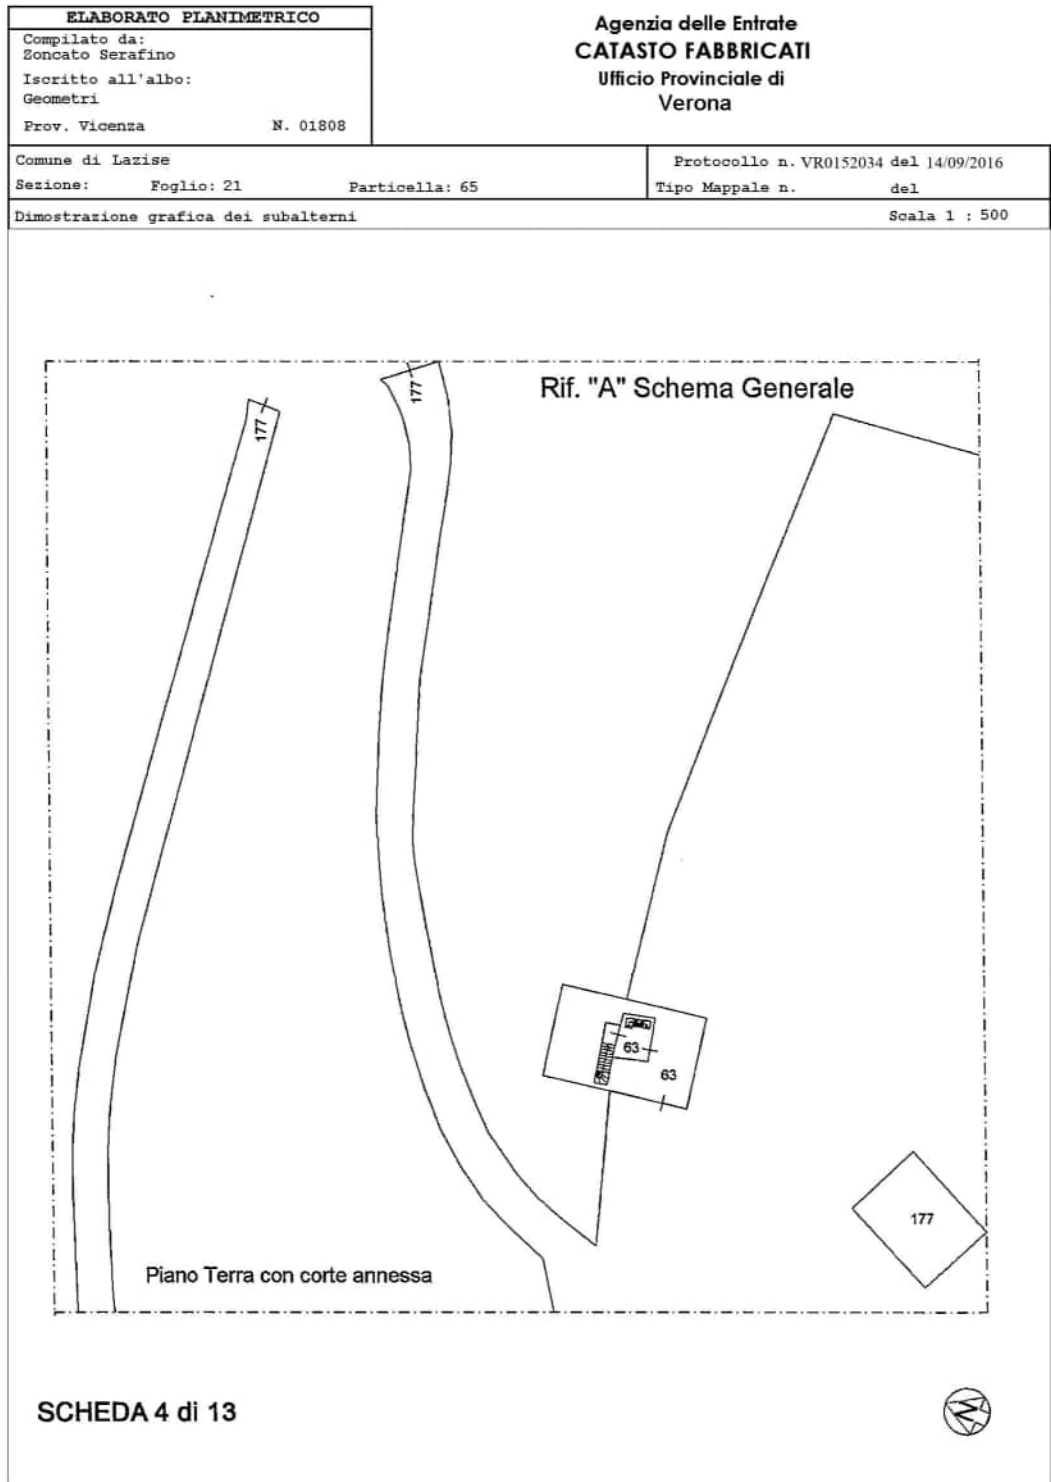 ELABORATO PLANIMETRICO
Compilato da:
Zoncato Serafino
Iscritto all'albo:
Geometri
Prov. Vicenza N. 01808
Agenzia delle Entrate
CATASTO FABBRICATI
Ufficio Provinciale di
Verona
Comune di Lazise
Sezione: Foglio: 21 Particella: 65
Protocollo n. VR0152034 del 14/09/2016
Tipo Mappale n. del
Dimostrazione grafica dei subalterni Scala 1 : 500
Rif. "A" Schema Generale
177
177
63
63
177
Piano Terra con corte annessa
SCHEDA 4 di 13
N